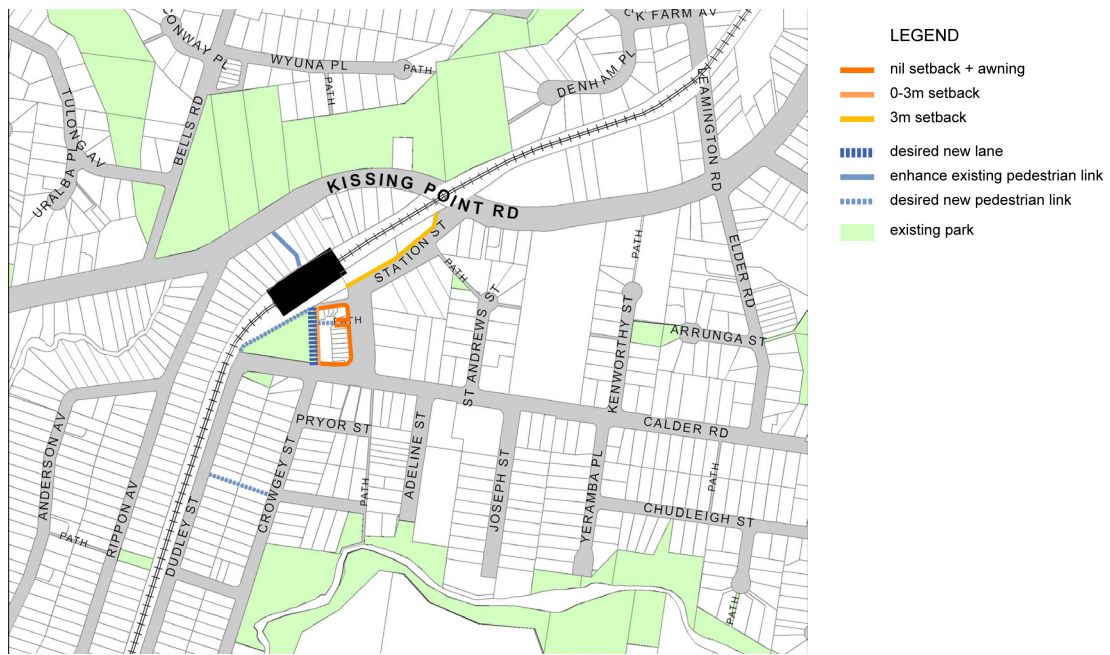 CONWAY PL
WYUNA PL
PATH
PATH
K FARM AV
DENHAM PL
LEAMINGTON RD
TULONG AV
URALBA PL
BELLS RD
KISSING POINT RD
STATION ST
PATH
PATH
PATH
ST ANDREWS ST
KENWORTHY ST
ELDER RD
ARRUNGA ST
CALDER RD
PRYOR ST
PATH
ADELINE ST
JOSEPH ST
YERAMBA PL
PATH
CHUDLEIGH ST
PATH
ANDERSON AV
PATH
RIPPON AV
DUDLEY ST
CROWGEY ST
LEGEND
nil setback + awning
0-3m setback
3m setback
desired new lane
enhance existing pedestrian link
desired new pedestrian link
existing park